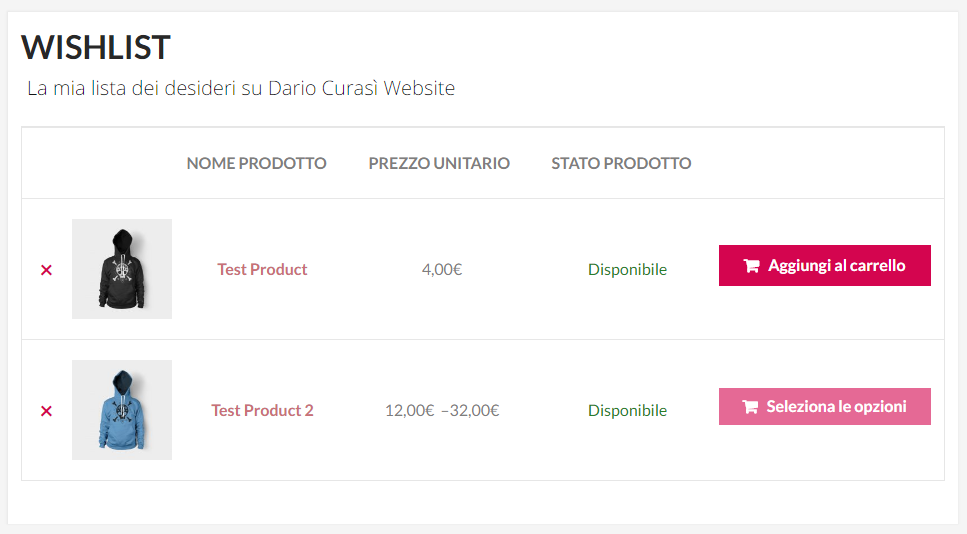 WISHLIST
La mia lista dei desideri su Dario Curasì Website
NOME PRODOTTO PREZZO UNITARIO STATO PRODOTTO
× Test Product 4,00€ Disponibile Aggiungi al carrello
× Test Product 2 12,00€ –32,00€ Disponibile Seleziona le opzioni